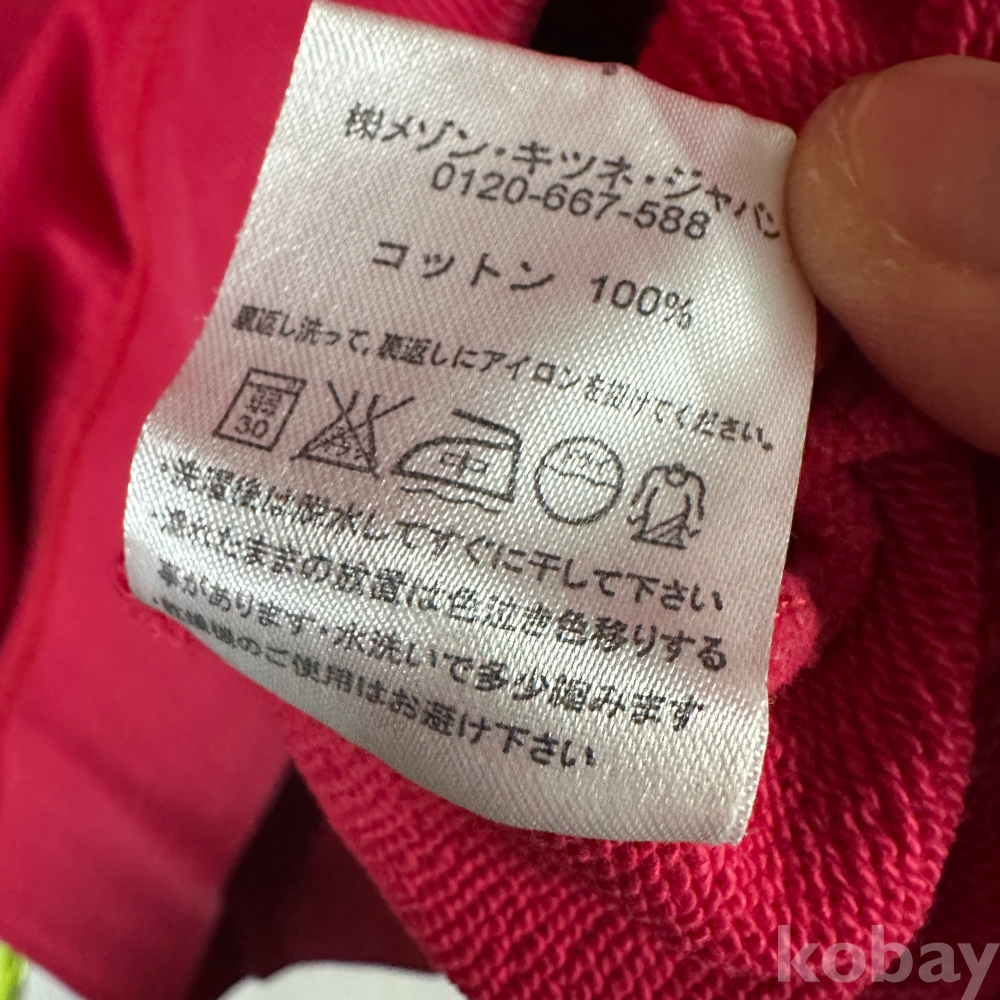 ㈱メゾン・キツネ・ジャパン
0120-667-588
コットン 100%
裏返し洗って,裏返しにアイロンを掛けてください。
弱
30
中
・洗濯後は脱水してすぐに干して下さい
・濡れたままの放置は色泣き色移りする
事があります・水洗いで多少縮みます
・乾燥機のご使用はお避け下さい
kobay